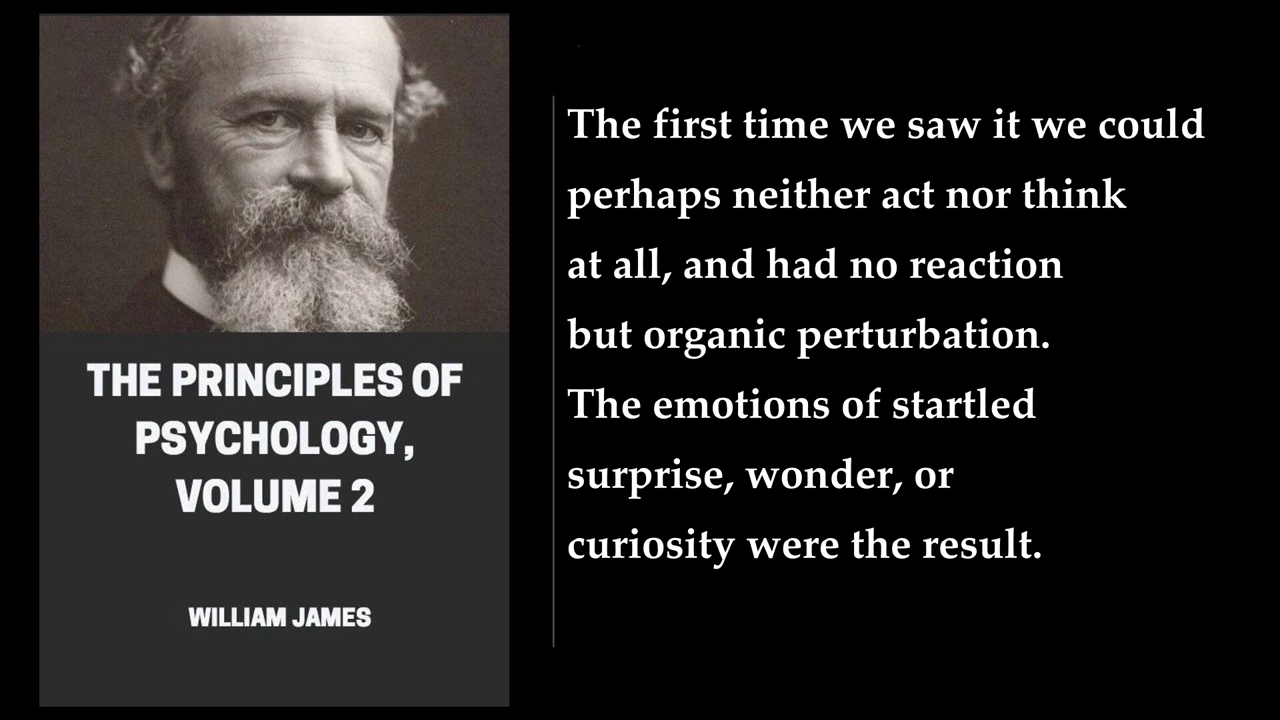 THE PRINCIPLES OF
PSYCHOLOGY,
VOLUME 2
WILLIAM JAMES
The first time we saw it we could
perhaps neither act nor think
at all, and had no reaction
but organic perturbation.
The emotions of startled
surprise, wonder, or
curiosity were the result.